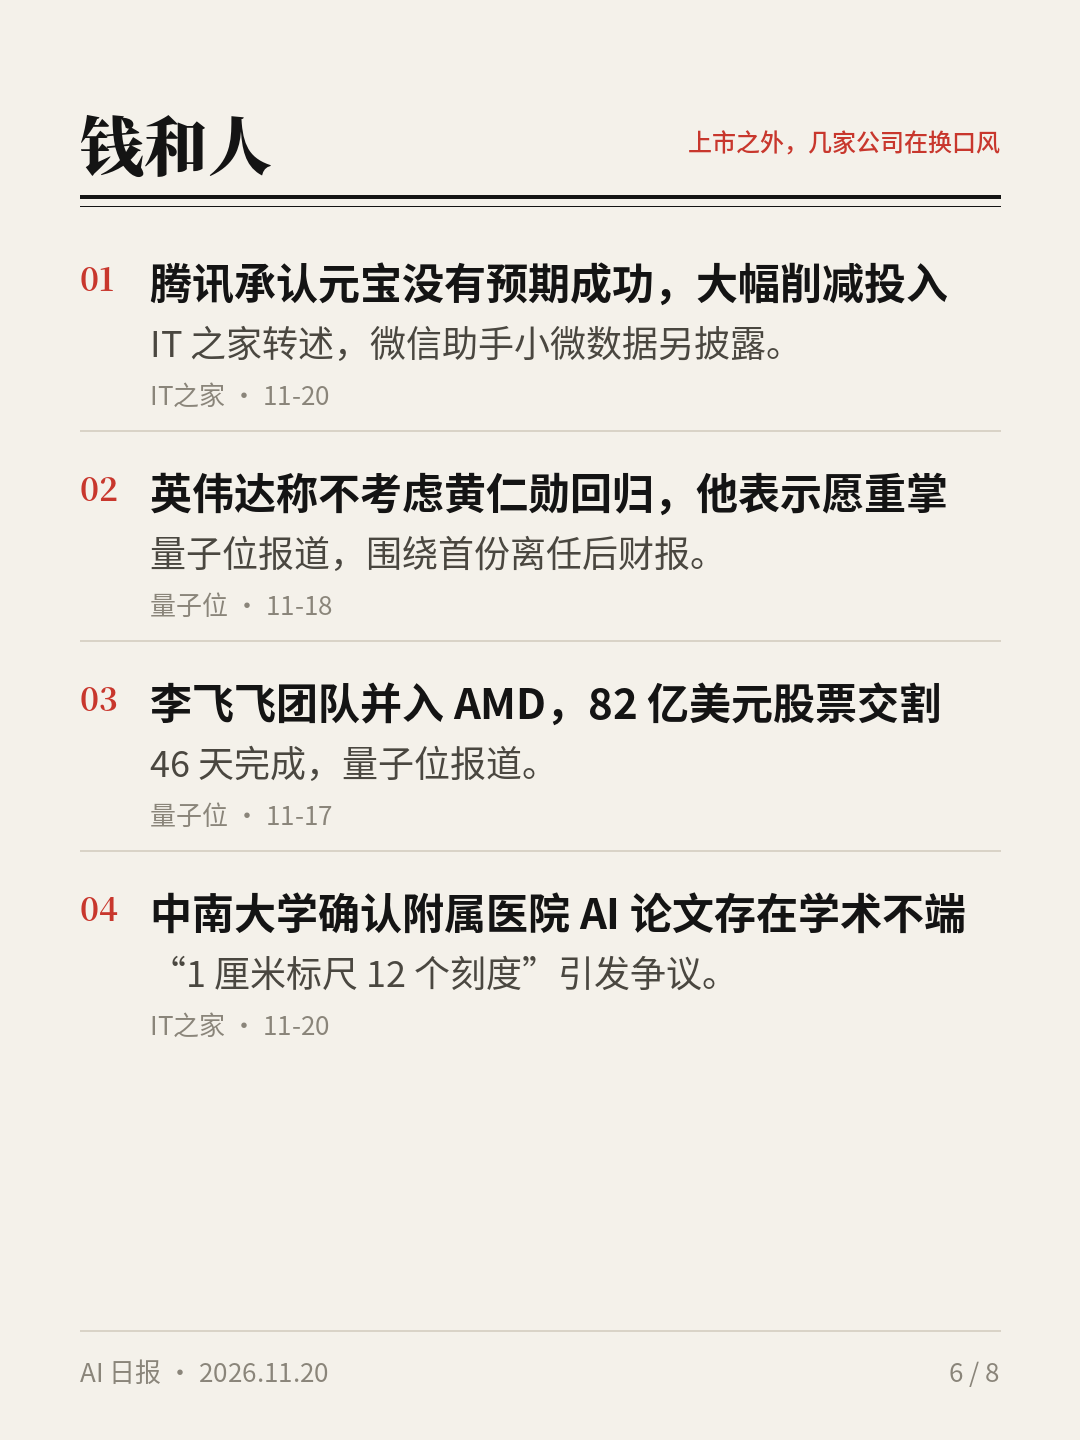 钱和人
上市之外，几家公司在换口风
01 腾讯承认元宝没有预期成功，大幅削减投入
IT 之家转述，微信助手小微数据另披露。
IT之家 · 11-20
02 英伟达称不考虑黄仁勋回归，他表示愿重掌
量子位报道，围绕首份离任后财报。
量子位 · 11-18
03 李飞飞团队并入 AMD，82 亿美元股票交割
46 天完成，量子位报道。
量子位 · 11-17
04 中南大学确认附属医院 AI 论文存在学术不端
“1 厘米标尺 12 个刻度”引发争议。
IT之家 · 11-20
AI 日报 · 2026.11.20
6 / 8